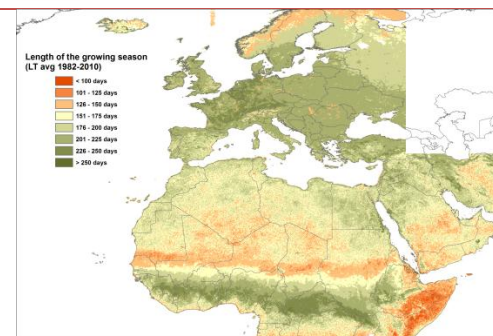 Length of the growing season
(LT avg 1982-2010)
< 100 days
101 - 125 days
126 - 150 days
151 - 175 days
176 - 200 days
201 - 225 days
226 - 250 days
> 250 days